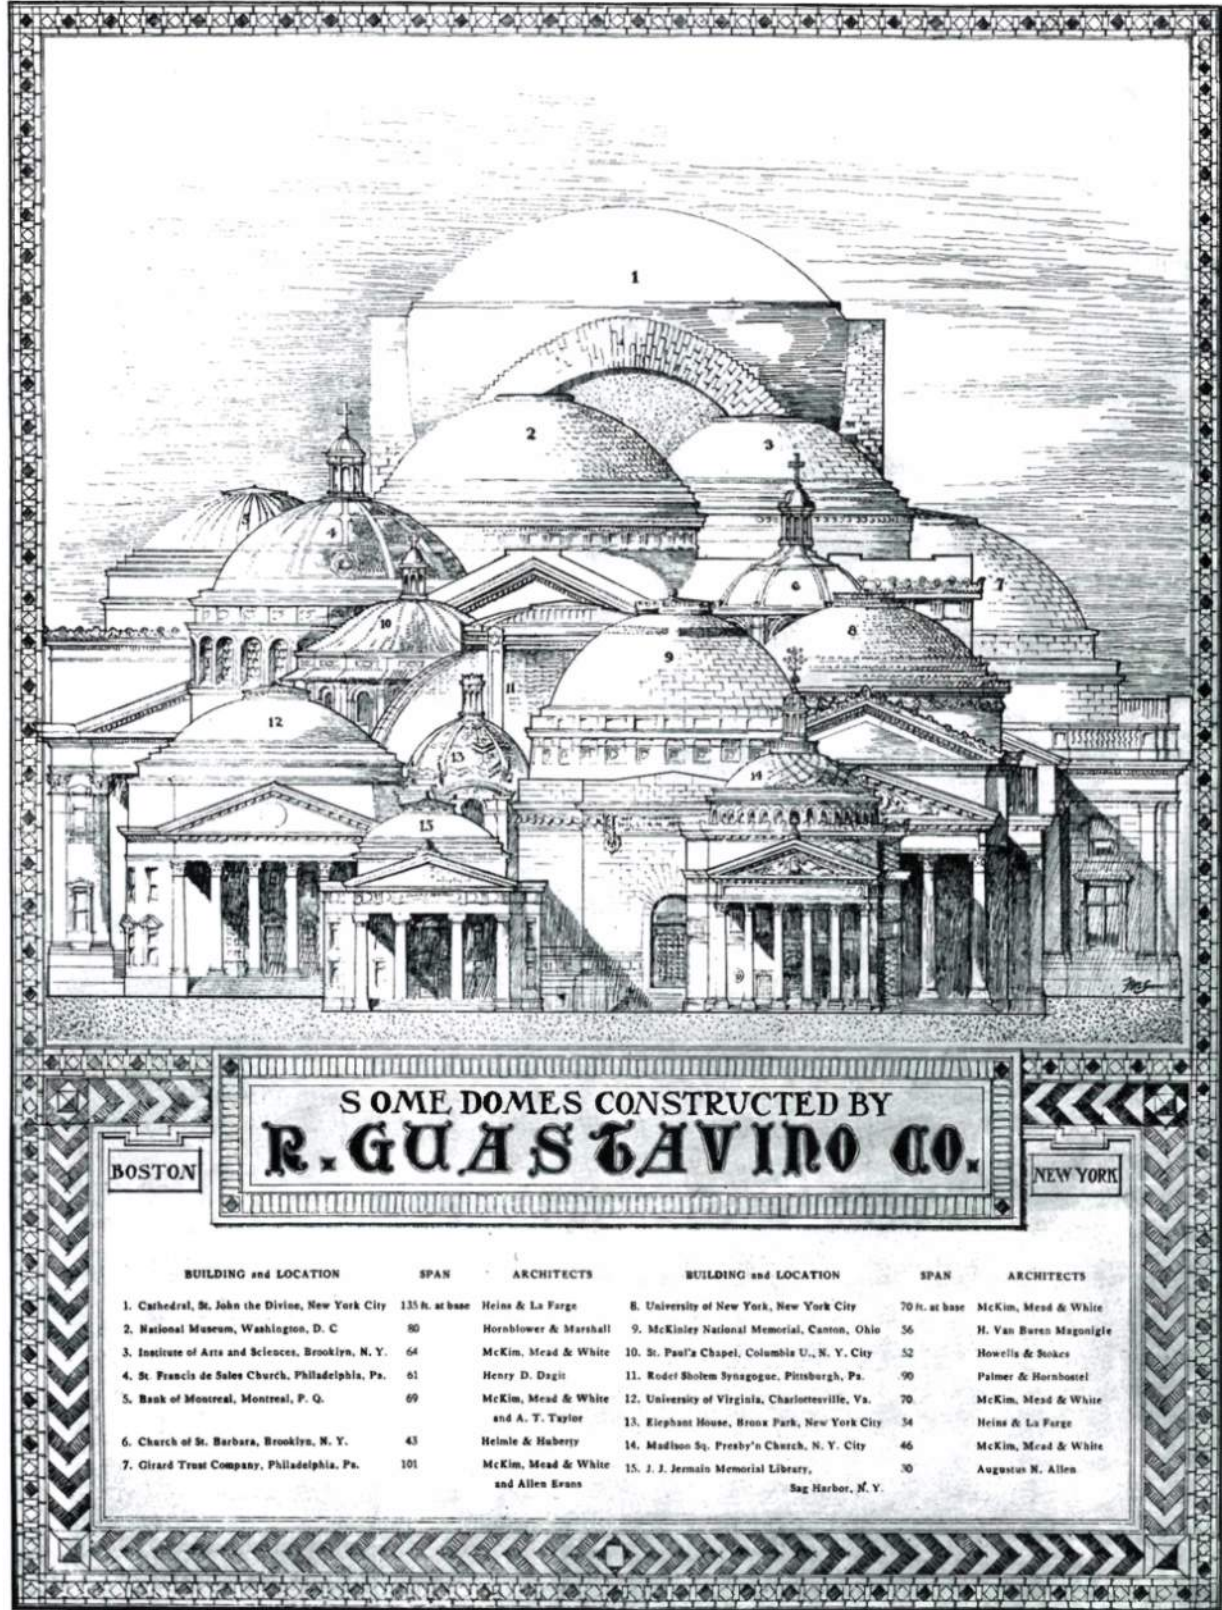 1
2
3
4
5
6
7
8
9
10
11
12
13
14
15
SOME DOMES CONSTRUCTED BY
R. GUASTAVINO CO.
BOSTON
NEW YORK
BUILDING and LOCATION SPAN ARCHITECTS
1. Cathedral, St. John the Divine, New York City 135 ft. at base Heins & La Farge
2. National Museum, Washington, D. C 80 Hornblower & Marshall
3. Institute of Arts and Sciences, Brooklyn, N. Y. 64 McKim, Mead & White
4. St. Francis de Sales Church, Philadelphia, Pa. 61 Henry D. Dagit
5. Bank of Montreal, Montreal, P. Q. 69 McKim, Mead & White
and A. T. Taylor
6. Church of St. Barbara, Brooklyn, N. Y. 43 Helmle & Huberty
7. Girard Trust Company, Philadelphia, Pa. 101 McKim, Mead & White
and Allen Evans
BUILDING and LOCATION SPAN ARCHITECTS
8. University of New York, New York City 70 ft. at base McKim, Mead & White
9. McKinley National Memorial, Canton, Ohio 56 H. Van Buren Magonigle
10. St. Paul's Chapel, Columbia U., N. Y. City 52 Howells & Stokes
11. Rodef Sholem Synagogue, Pittsburgh, Pa. 90 Palmer & Hornbostel
12. University of Virginia, Charlottesville, Va. 70 McKim, Mead & White
13. Elephant House, Bronx Park, New York City 34 Heins & La Farge
14. Madison Sq. Presby'n Church, N. Y. City 46 McKim, Mead & White
15. J. J. Jermain Memorial Library, 30 Augustus N. Allen
Sag Harbor, N. Y.